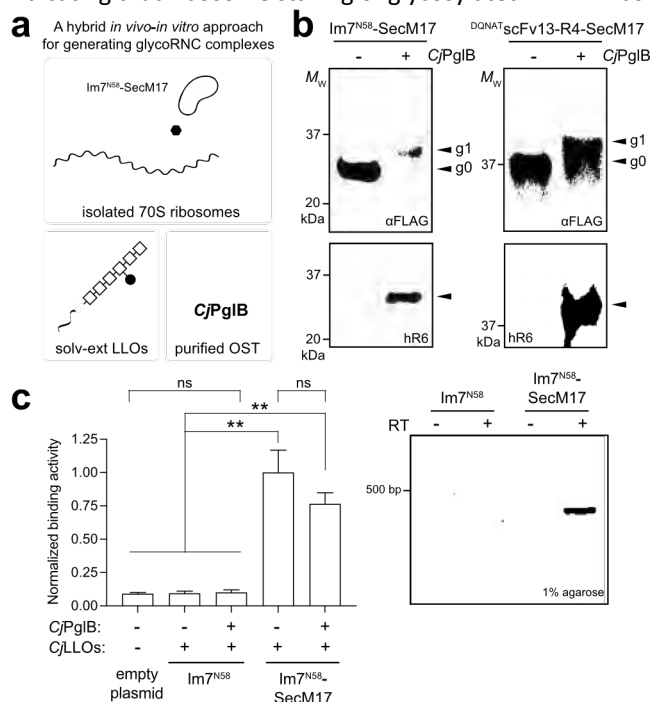 a
A hybrid in vivo-in vitro approach
for generating glycoRNC complexes
Im7ᴺ⁵⁸-SecM17
isolated 70S ribosomes
CjPglB
solv-ext LLOs
purified OST
b
Im7ᴺ⁵⁸-SecM17
- + CjPglB
Mw
37
g1
g0
20
kDa
αFLAG
37
20
kDa
hR6
ᴰQᴺᴬᵀscFv13-R4-SecM17
- + CjPglB
37
g1
g0
αFLAG
37
kDa
hR6
c
ns
ns
**
**
Normalized binding activity
1.25
1.00
0.75
0.50
0.25
0.00
CjPglB: - - + - +
CjLLOs: - + + + +
empty
plasmid
Im7ᴺ⁵⁸
Im7ᴺ⁵⁸-
SecM17
Im7ᴺ⁵⁸
Im7ᴺ⁵⁸-
SecM17
RT - + - +
500 bp
1% agarose